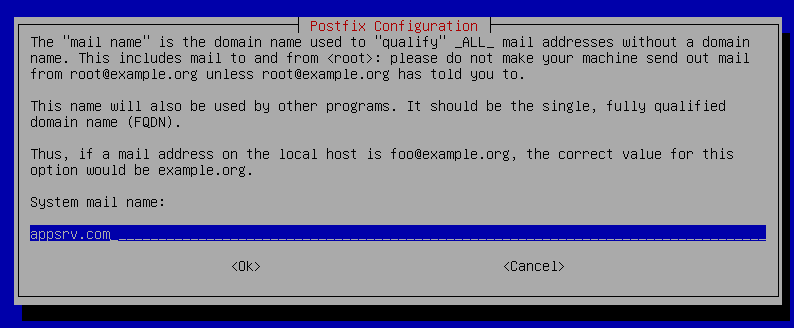 Postfix Configuration
The "mail name" is the domain name used to "qualify" _ALL_ mail addresses without a domain
name. This includes mail to and from <root>: please do not make your machine send out mail
from root@example.org unless root@example.org has told you to.
This name will also be used by other programs. It should be the single, fully qualified
domain name (FQDN).
Thus, if a mail address on the local host is foo@example.org, the correct value for this
option would be example.org.
System mail name:
appsrv.com
<Ok> <Cancel>